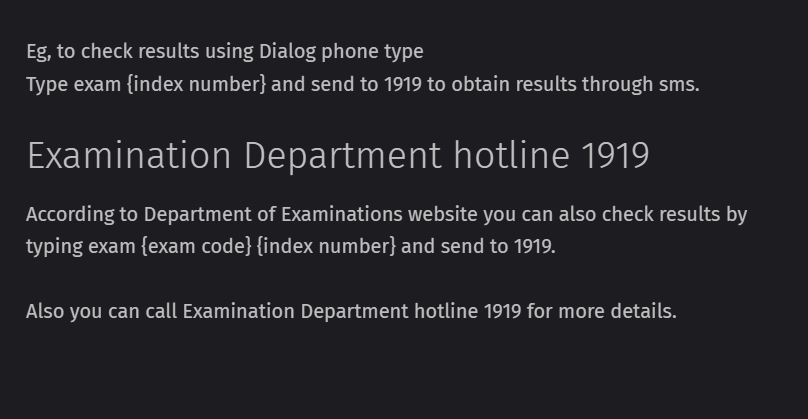 Eg, to check results using Dialog phone type
Type exam {index number} and send to 1919 to obtain results through sms.
Examination Department hotline 1919
According to Department of Examinations website you can also check results by
typing exam {exam code} {index number} and send to 1919.
Also you can call Examination Department hotline 1919 for more details.